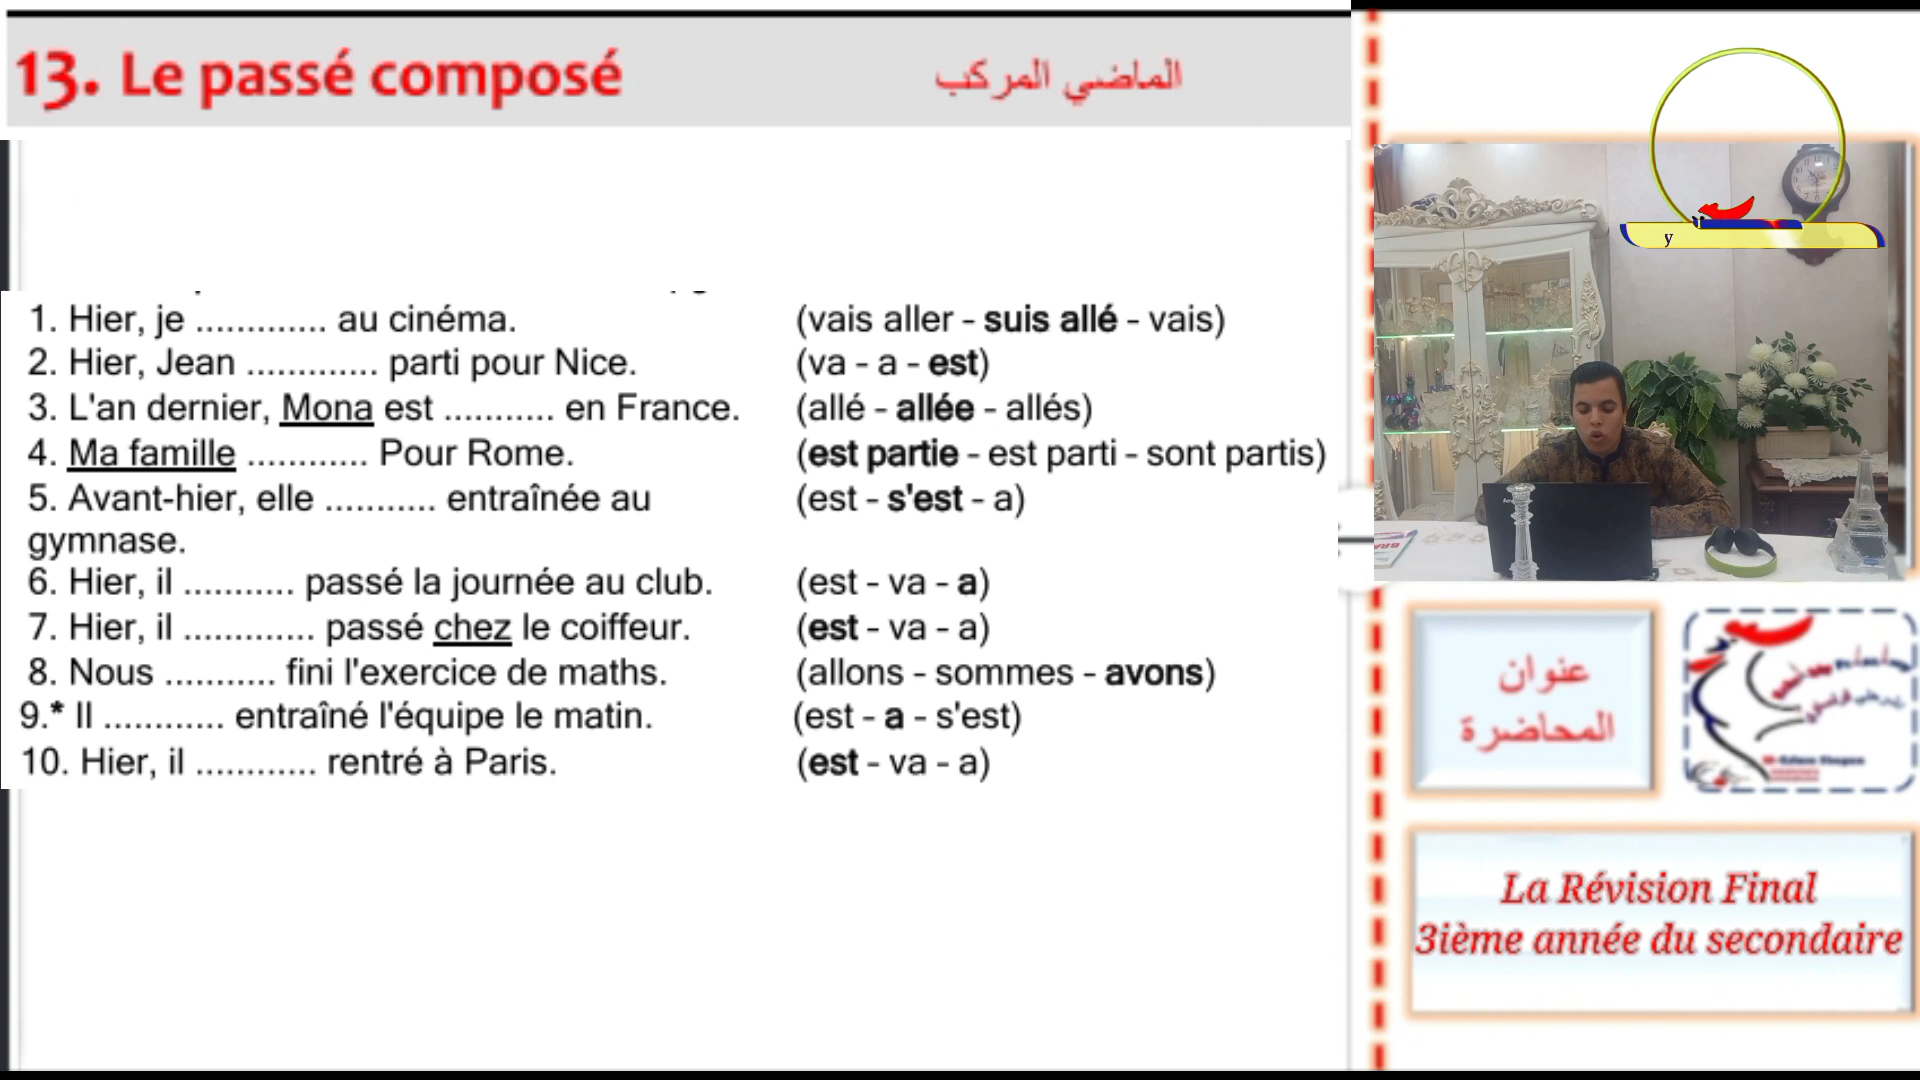 13. Le passé composé
الماضي المركب
1. Hier, je ............. au cinéma. (vais aller - suis allé - vais)
2. Hier, Jean ............. parti pour Nice. (va - a - est)
3. L'an dernier, Mona est ........... en France. (allé - allée - allés)
4. Ma famille ............ Pour Rome. (est partie - est parti - sont partis)
5. Avant-hier, elle ........... entraînée au (est - s'est - a)
gymnase.
6. Hier, il ........... passé la journée au club. (est - va - a)
7. Hier, il ............. passé chez le coiffeur. (est - va - a)
8. Nous ........... fini l'exercice de maths. (allons - sommes - avons)
9.* Il ............ entraîné l'équipe le matin. (est - a - s'est)
10. Hier, il ............ rentré à Paris. (est - va - a)
y
عنوان
المحاضرة
La Révision Final
3ième année du secondaire